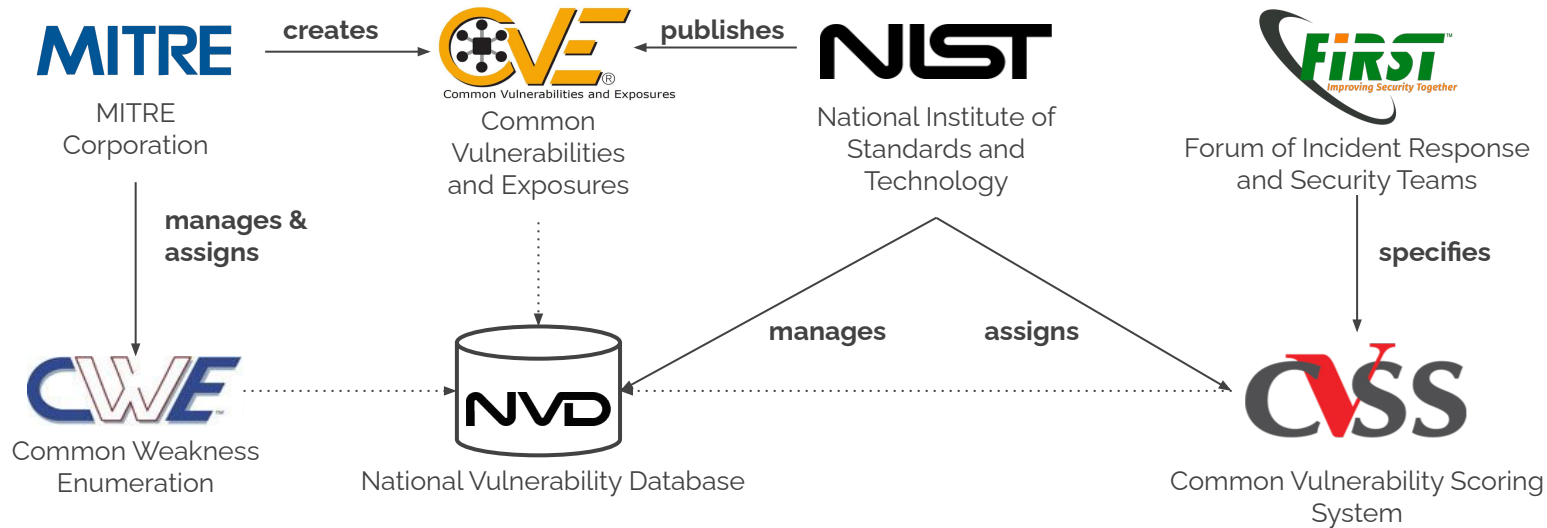 MITRE
creates
CVE
®
Common Vulnerabilities and Exposures
publishes
NIST
FIRST™
Improving Security Together
MITRE
Corporation
Common
Vulnerabilities
and Exposures
National Institute of
Standards and
Technology
Forum of Incident Response
and Security Teams
manages &
assigns
specifies
manages
assigns
CWE™
NVD
CVSS
Common Weakness
Enumeration
National Vulnerability Database
Common Vulnerability Scoring
System